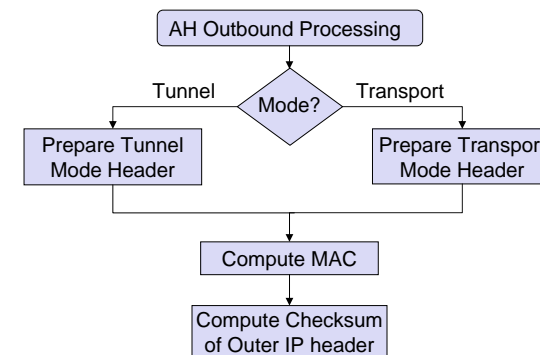 AH Outbound Processing
Tunnel
Mode?
Transport
Prepare Tunnel
Mode Header
Prepare Transpor
Mode Header
Compute MAC
Compute Checksum
of Outer IP header